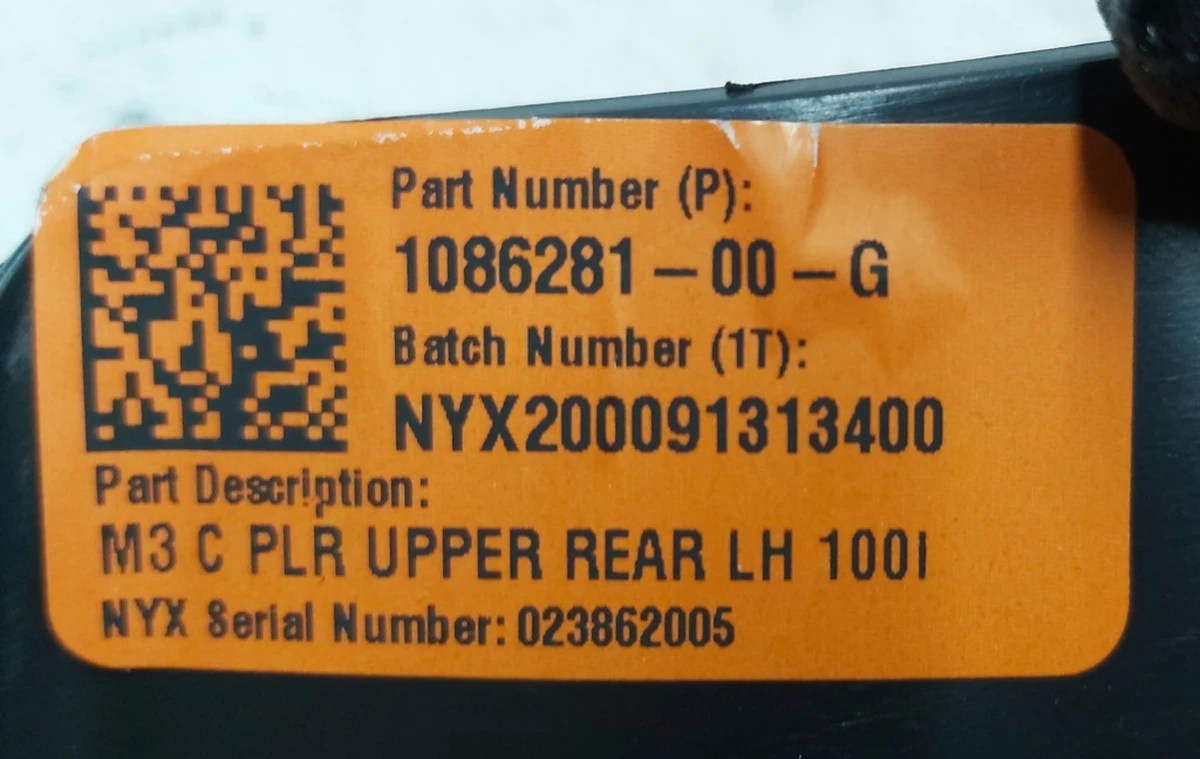 Part Number (P):
1086281-00-G
Batch Number (1T):
NYX200091313400
Part Description:
M3 C PLR UPPER REAR LH 100I
NYX Serial Number: 023862005